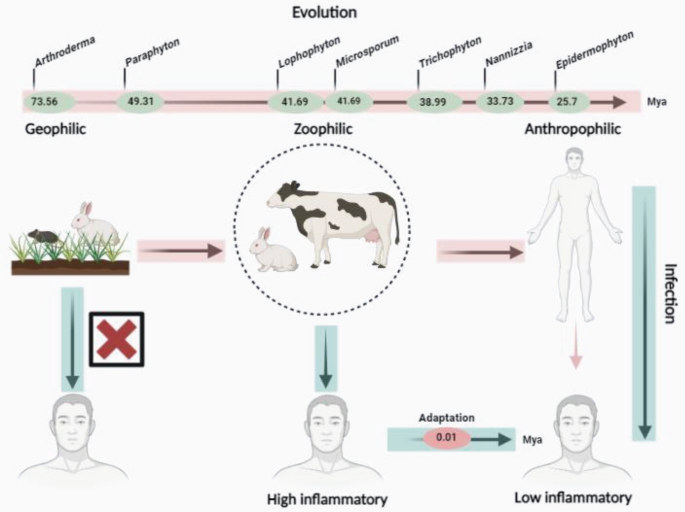 Evolution
Arthroderma
Paraphyton
Lophophyton
Microsporum
Trichophyton
Nannizzia
Epidermophyton
73.56
49.31
41.69
41.69
38.99
33.73
25.7
Mya
Geophilic
Zoophilic
Anthropophilic
Infection
Adaptation
0.01
Mya
High inflammatory
Low inflammatory